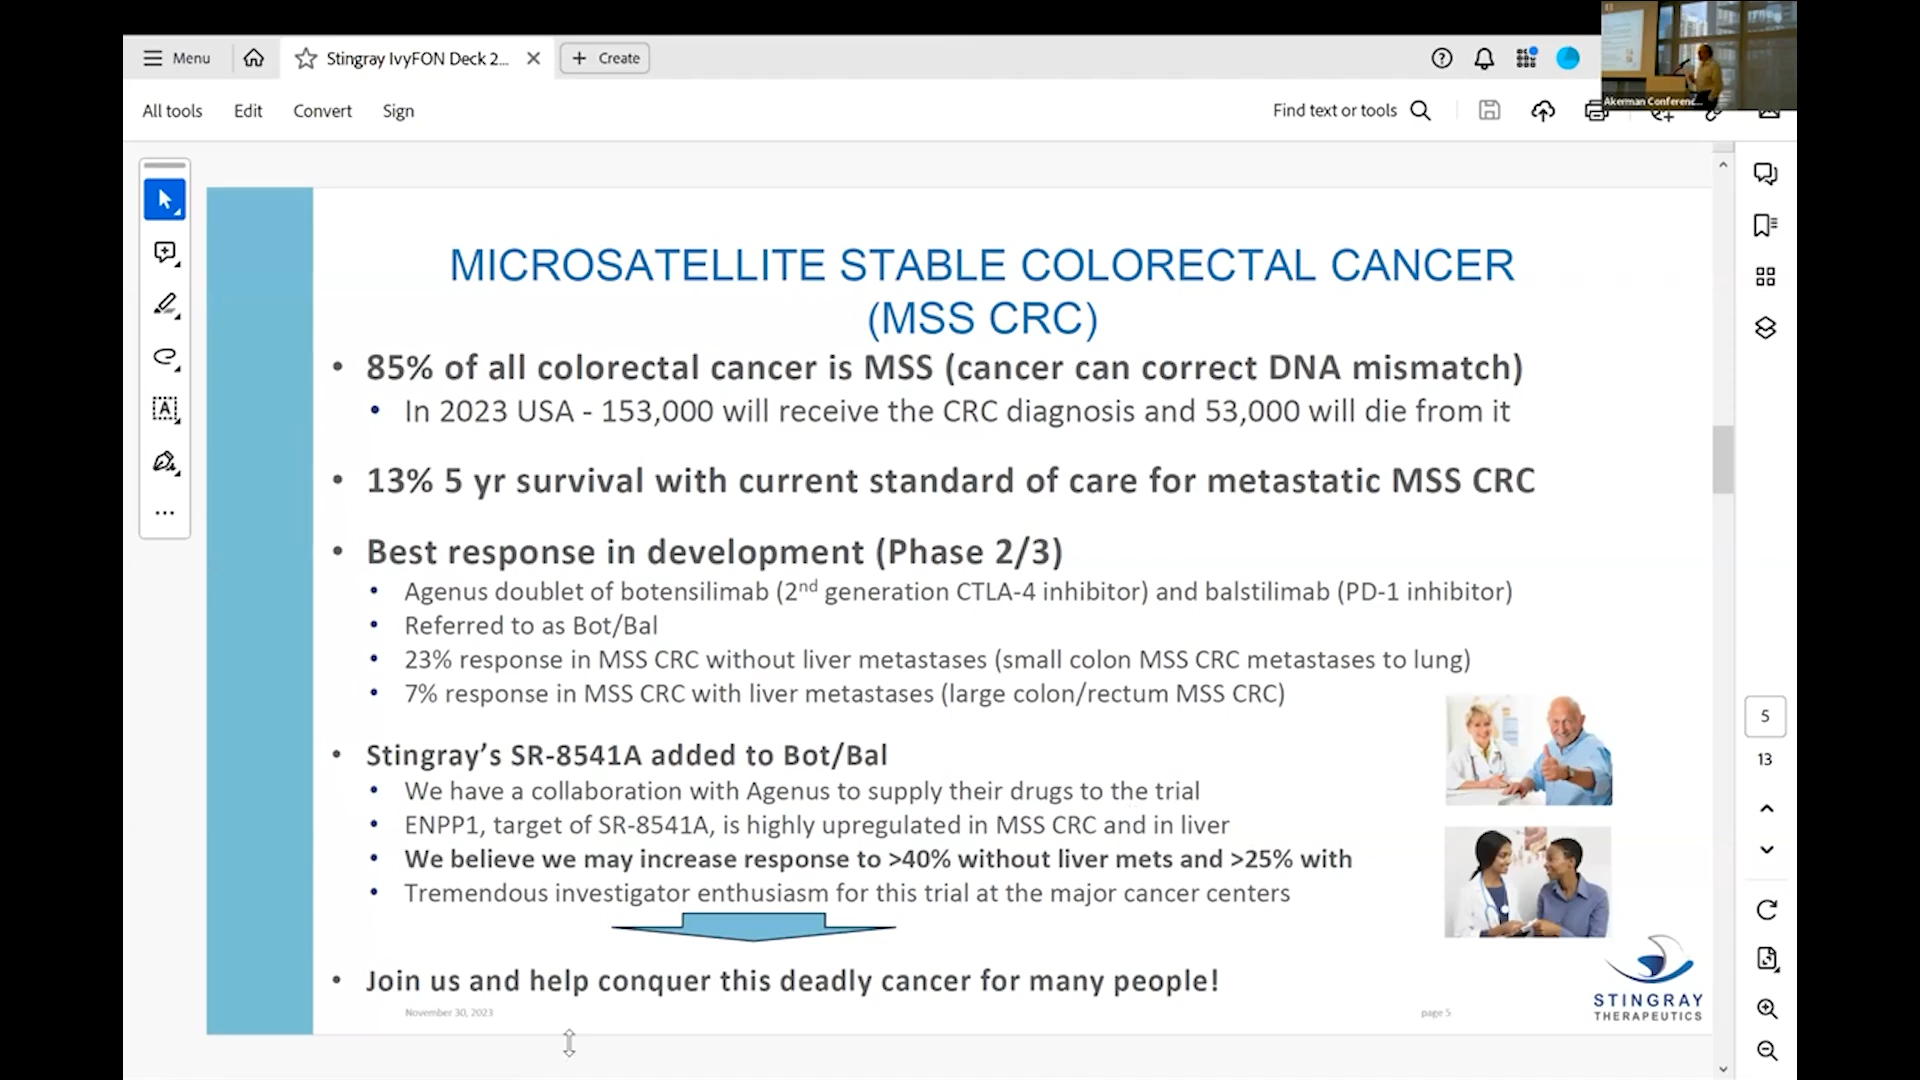 Menu
Stingray IvyFON Deck 2...
Create
All tools
Edit
Convert
Sign
Find text or tools
Akerman Conferenc...
MICROSATELLITE STABLE COLORECTAL CANCER
(MSS CRC)
• 85% of all colorectal cancer is MSS (cancer can correct DNA mismatch)
• In 2023 USA - 153,000 will receive the CRC diagnosis and 53,000 will die from it
• 13% 5 yr survival with current standard of care for metastatic MSS CRC
• Best response in development (Phase 2/3)
• Agenus doublet of botensilimab (2nd generation CTLA-4 inhibitor) and balstilimab (PD-1 inhibitor)
• Referred to as Bot/Bal
• 23% response in MSS CRC without liver metastases (small colon MSS CRC metastases to lung)
• 7% response in MSS CRC with liver metastases (large colon/rectum MSS CRC)
• Stingray's SR-8541A added to Bot/Bal
• We have a collaboration with Agenus to supply their drugs to the trial
• ENPP1, target of SR-8541A, is highly upregulated in MSS CRC and in liver
• We believe we may increase response to >40% without liver mets and >25% with
• Tremendous investigator enthusiasm for this trial at the major cancer centers
• Join us and help conquer this deadly cancer for many people!
November 30, 2023
page 5
STINGRAY
THERAPEUTICS
5
13